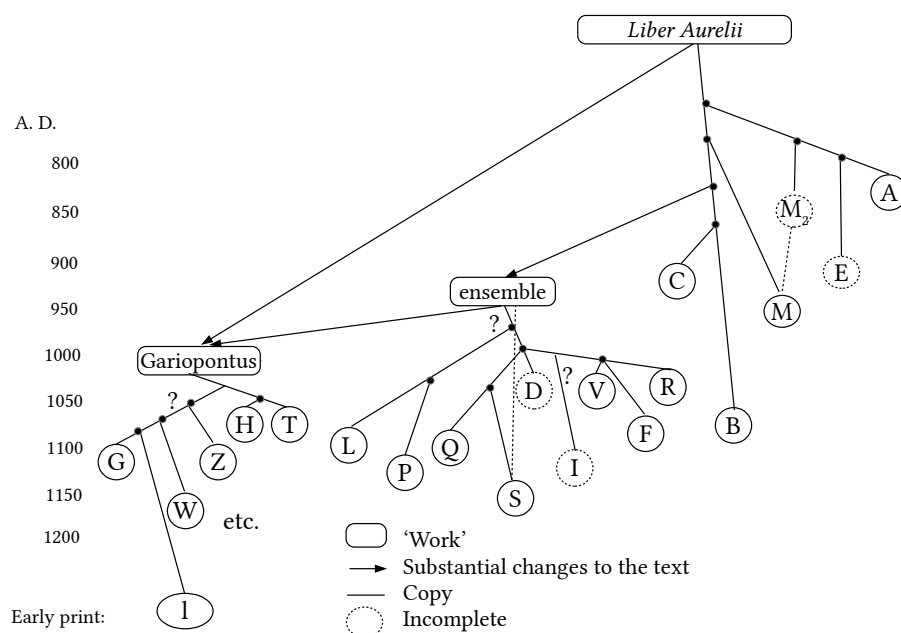 Liber Aurelii
A. D.
800
A
850
M2
900
C
E
ensemble
950
M
?
1000
Gariopontus
?
D
V
R
1050
?
H
T
B
L
Q
F
1100
G
Z
P
I
1150
W
S
etc.
1200
'Work'
Substantial changes to the text
Copy
Early print:
l
Incomplete